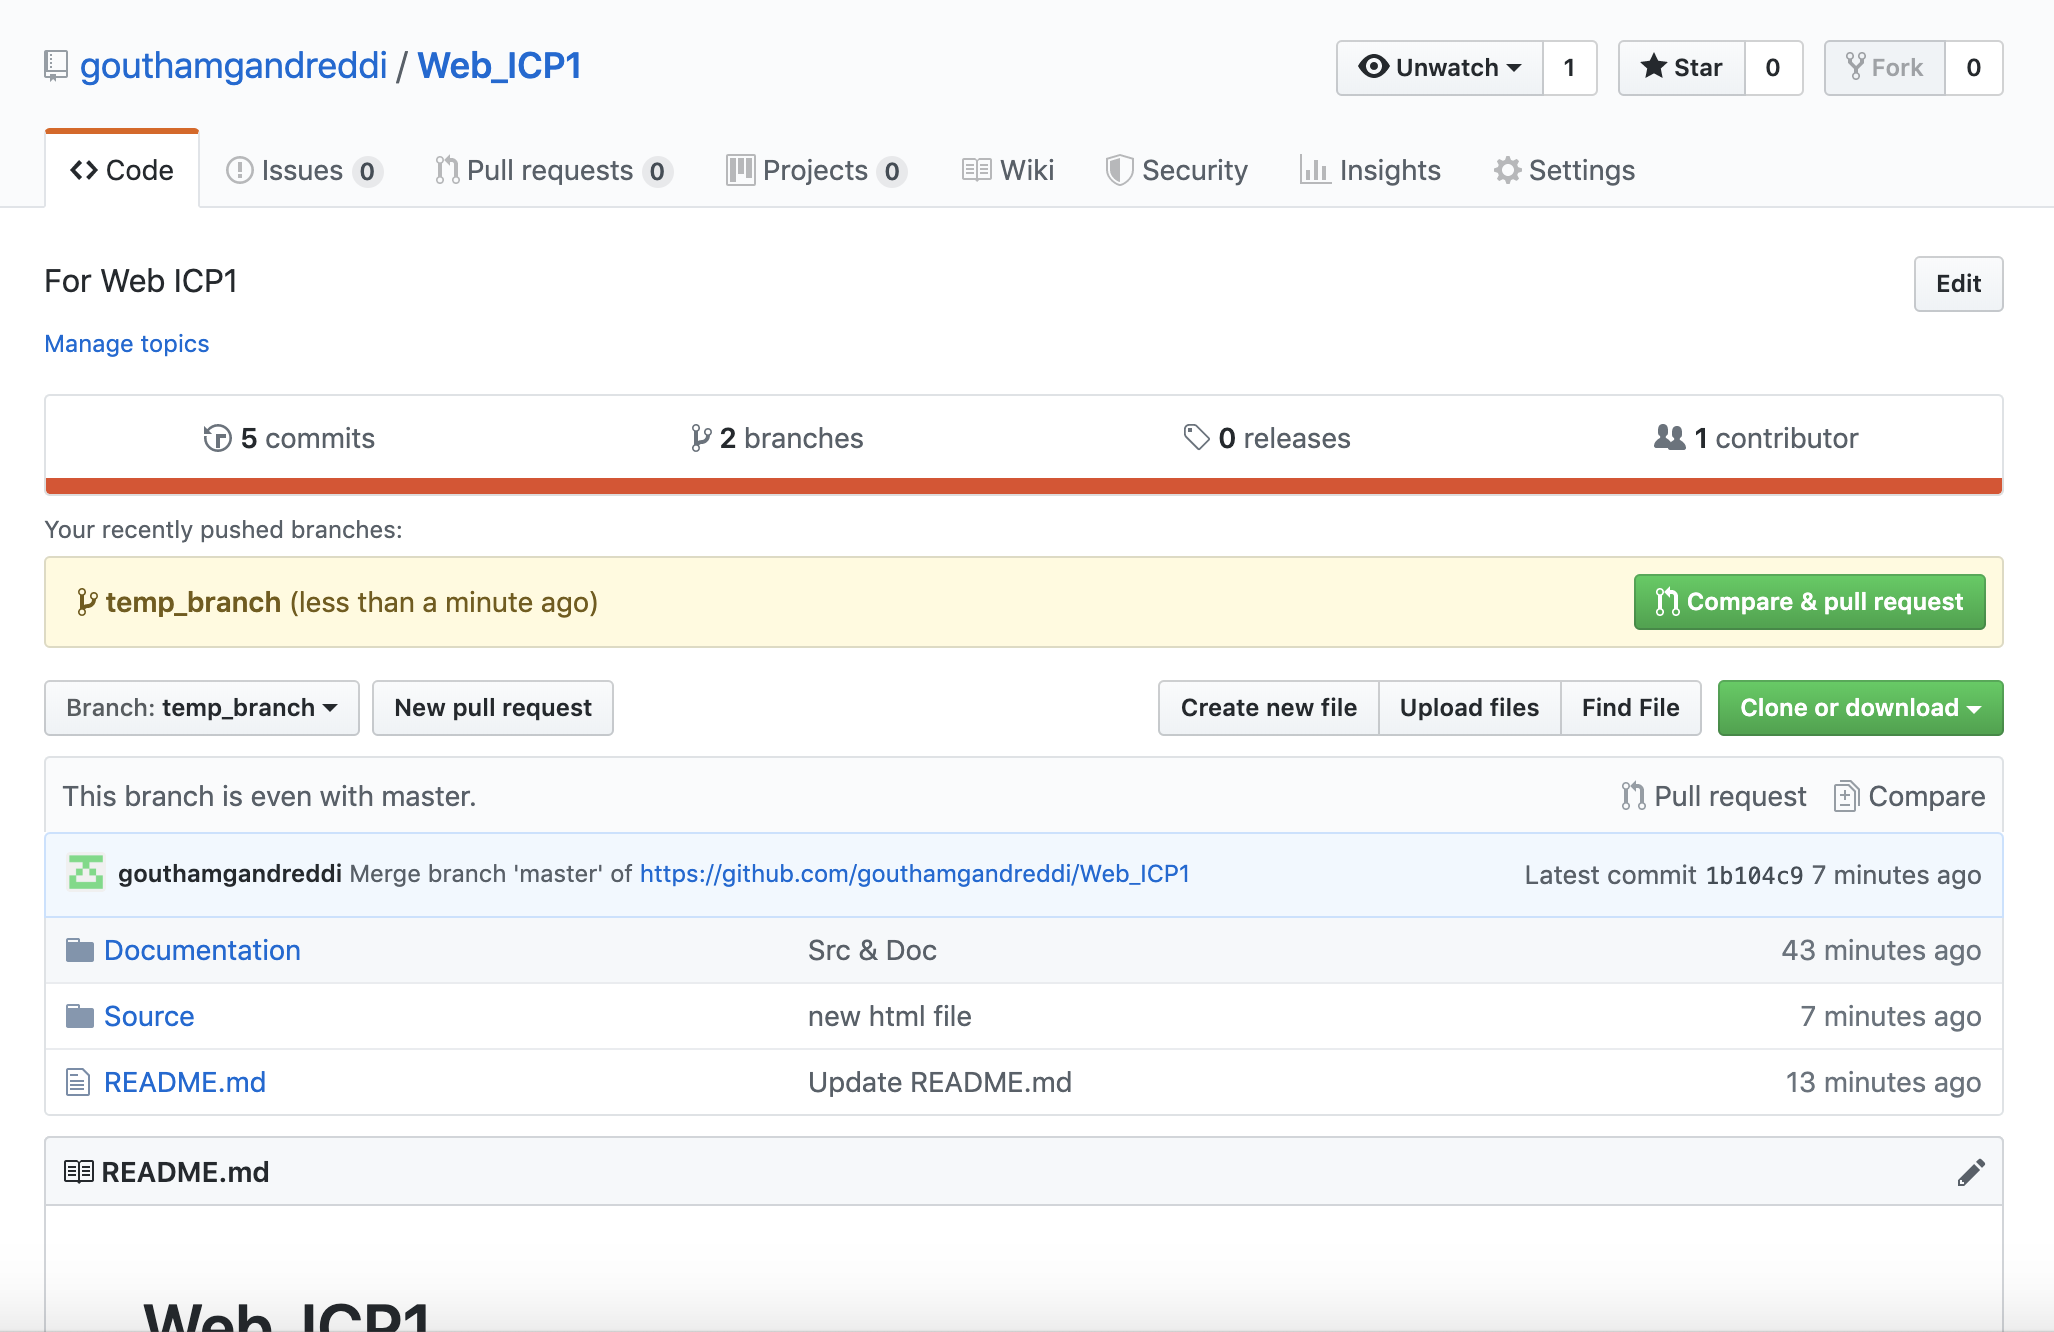 gouthamgandreddi / Web_ICP1
Unwatch 1 Star 0 Fork 0
Code Issues 0 Pull requests 0 Projects 0 Wiki Security Insights Settings
For Web ICP1
Edit
Manage topics
5 commits 2 branches 0 releases 1 contributor
Your recently pushed branches:
temp_branch (less than a minute ago) Compare & pull request
Branch: temp_branch New pull request Create new file Upload files Find File Clone or download
This branch is even with master. Pull request Compare
gouthamgandreddi Merge branch 'master' of https://github.com/gouthamgandreddi/Web_ICP1 Latest commit 1b104c9 7 minutes ago
Documentation Src & Doc 43 minutes ago
Source new html file 7 minutes ago
README.md Update README.md 13 minutes ago
README.md
Web_ICP1